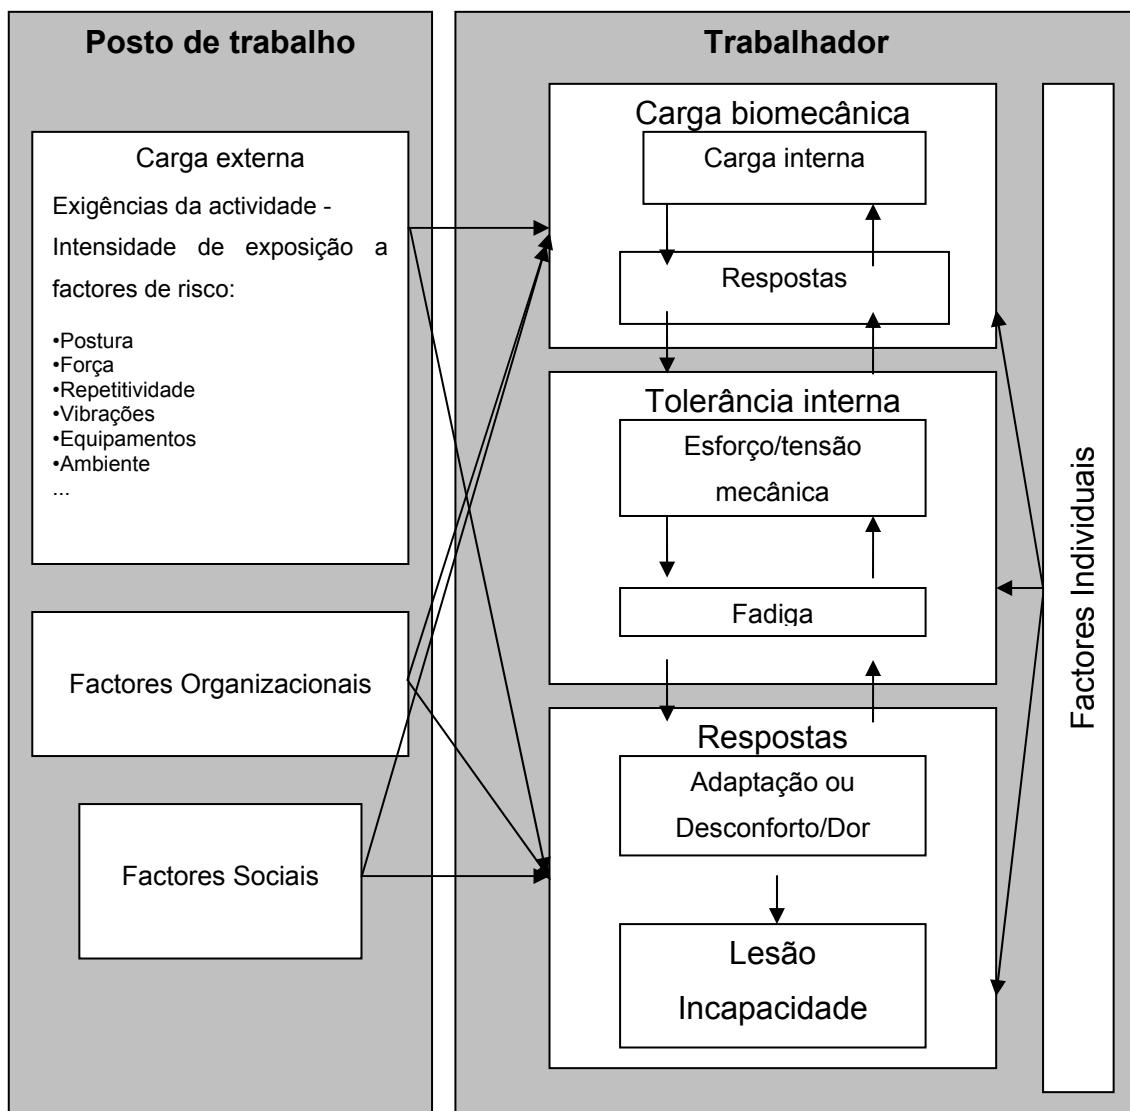 Posto de trabalho
Carga externa
Exigências da actividade -
Intensidade de exposição a
factores de risco:
•Postura
•Força
•Repetitividade
•Vibrações
•Equipamentos
•Ambiente
...
Factores Organizacionais
Factores Sociais
Trabalhador
Carga biomecânica
Carga interna
Respostas
Tolerância interna
Esforço/tensão
mecânica
Fadiga
Respostas
Adaptação ou
Desconforto/Dor
Lesão
Incapacidade
Factores Individuais